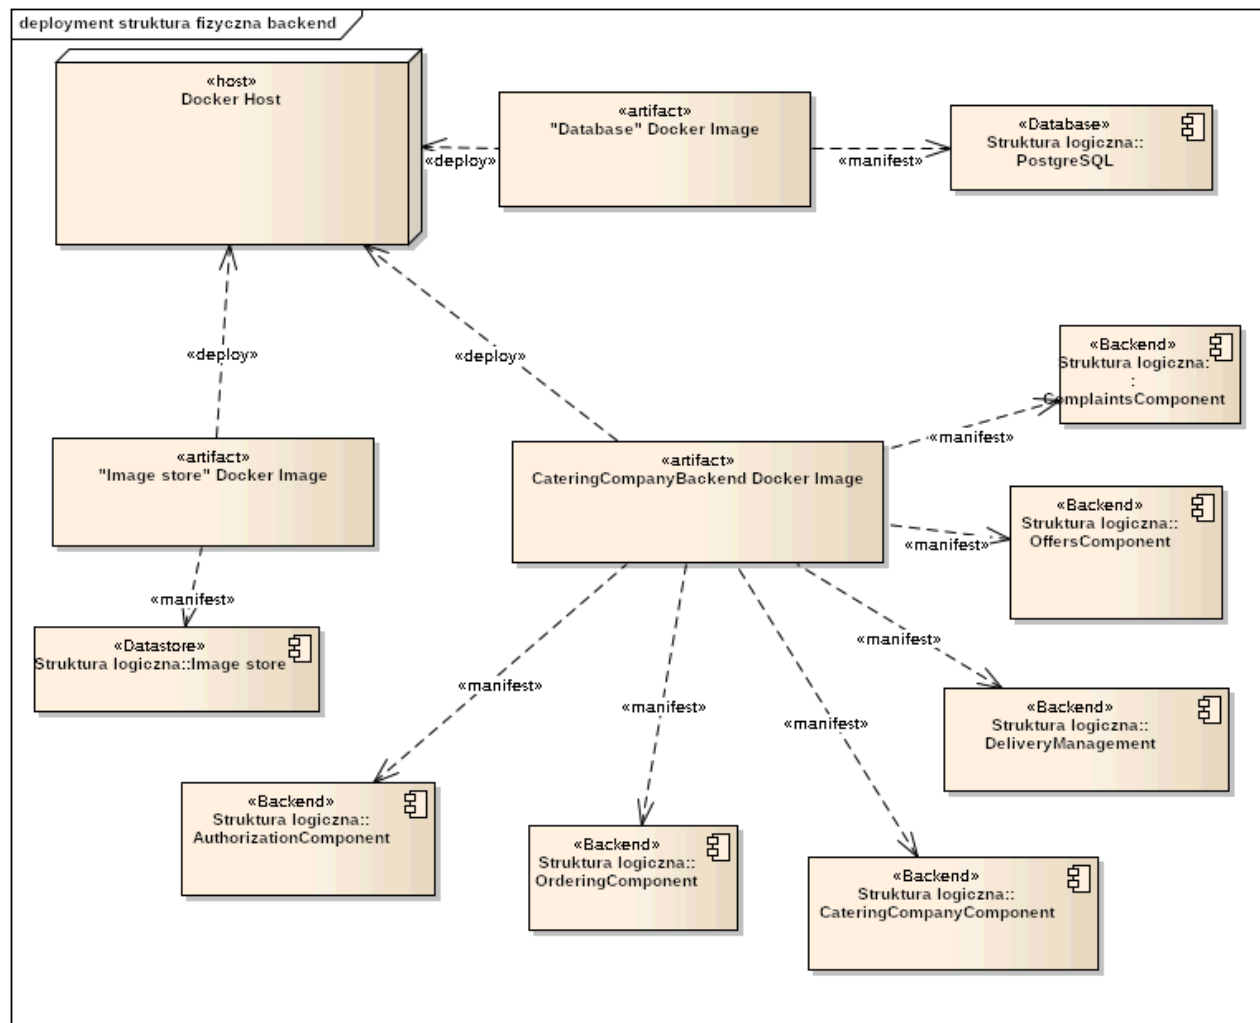 deployment struktura fizyczna backend
«host»
Docker Host
«artifact»
"Database" Docker Image
«Database»
Struktura logiczna::
PostgreSQL
«deploy»
«manifest»
«deploy»
«deploy»
«Backend»
Struktura logiczna:
:
ComplaintsComponent
«manifest»
«artifact»
"Image store" Docker Image
«artifact»
CateringCompanyBackend Docker Image
«Backend»
Struktura logiczna::
OffersComponent
«manifest»
«manifest»
«Datastore»
Struktura logiczna::Image store
«manifest»
«manifest»
«manifest»
«manifest»
«Backend»
Struktura logiczna::
DeliveryManagement
«Backend»
Struktura logiczna::
AuthorizationComponent
«Backend»
Struktura logiczna::
OrderingComponent
«Backend»
Struktura logiczna::
CateringCompanyComponent